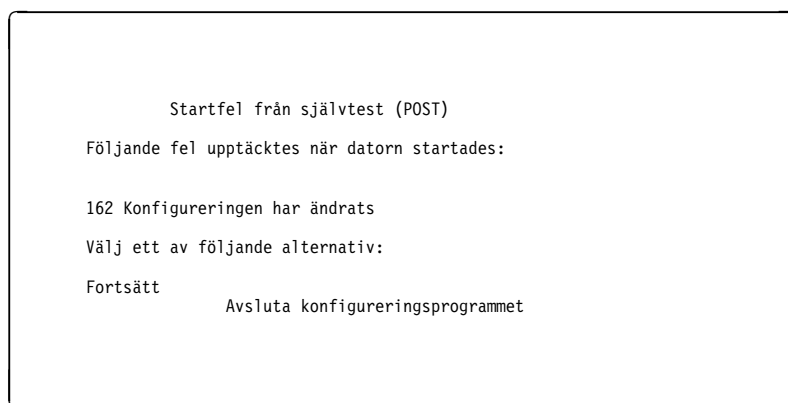 Startfel från självtest (POST)
Följande fel upptäcktes när datorn startades:
162 Konfigureringen har ändrats
Välj ett av följande alternativ:
Fortsätt
Avsluta konfigureringsprogrammet